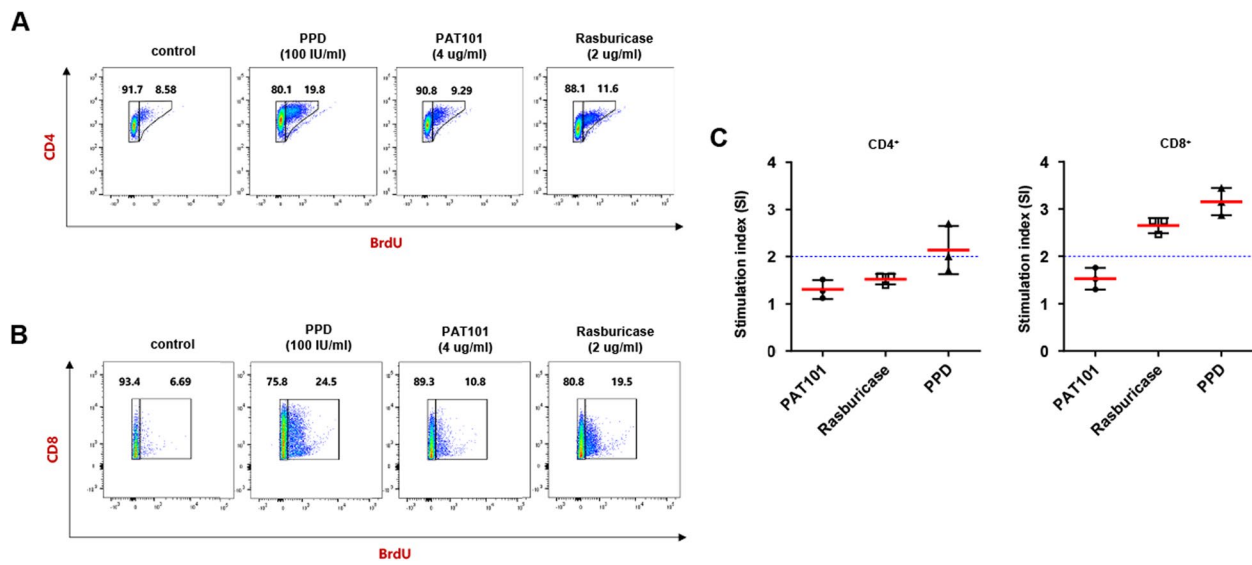 A
control
PPD
(100 IU/ml)
PAT101
(4 ug/ml)
Rasburicase
(2 ug/ml)
91.7 8.58
80.1 19.8
90.8 9.29
88.1 11.6
CD4
BrdU
B
control
PPD
(100 IU/ml)
PAT101
(4 ug/ml)
Rasburicase
(2 ug/ml)
93.4 6.69
75.8 24.5
89.3 10.8
80.8 19.5
CD8
BrdU
C
CD4+
Stimulation index (SI)
4
3
2
1
0
PAT101
Rasburicase
PPD
CD8+
Stimulation index (SI)
4
3
2
1
0
PAT101
Rasburicase
PPD